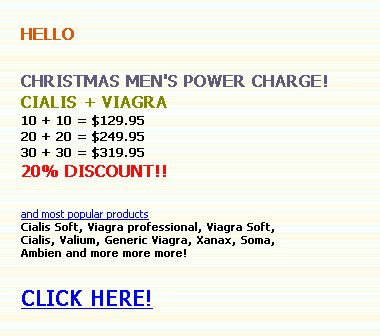 HELLO
CHRISTMAS MEN'S POWER CHARGE!
CIALIS + VIAGRA
10 + 10 = $129.95
20 + 20 = $249.95
30 + 30 = $319.95
20% DISCOUNT!!
and most popular products
Cialis Soft, Viagra professional, Viagra Soft,
Cialis, Valium, Generic Viagra, Xanax, Soma,
Ambien and more more more!
CLICK HERE!